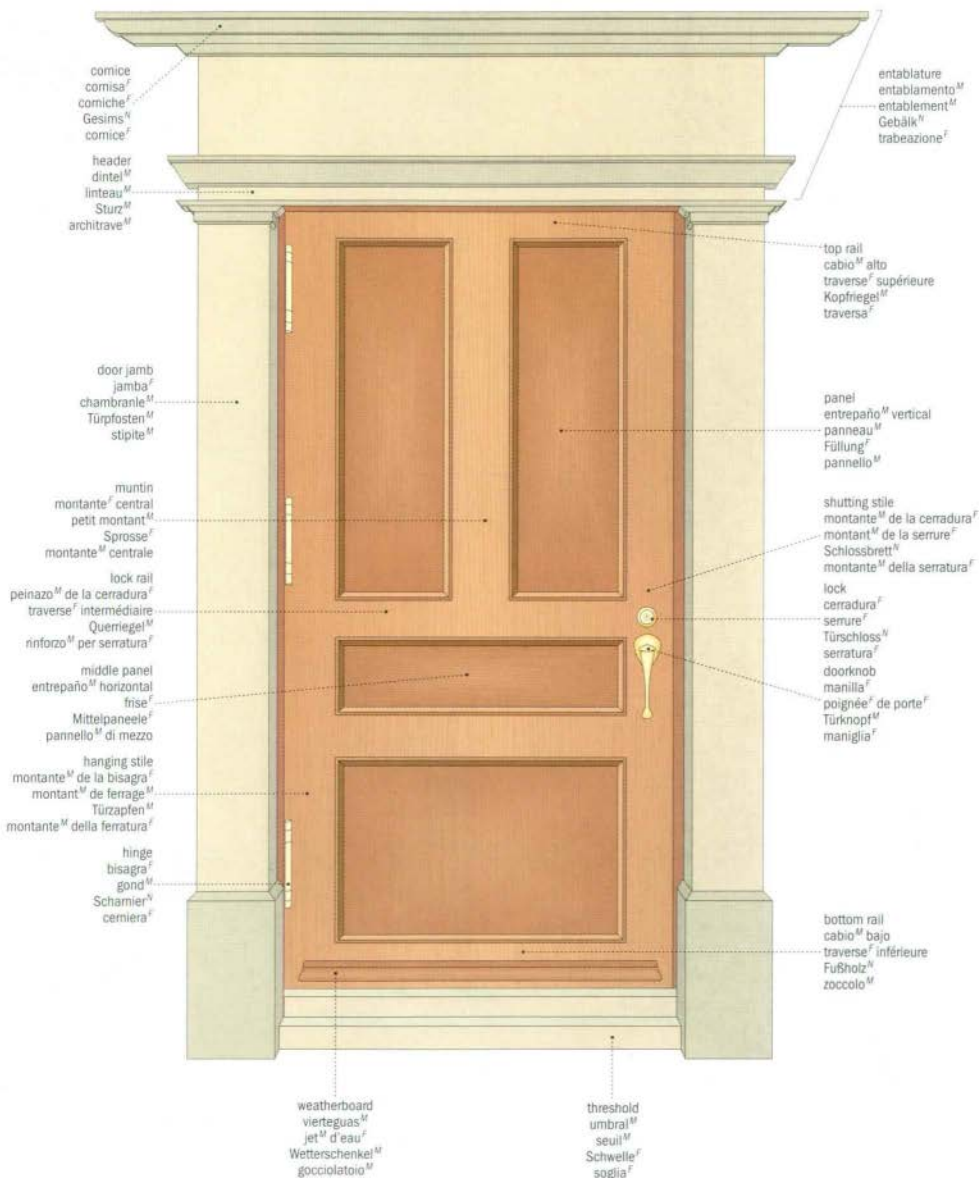 cornice
cornisa F
corniche F
Gesims N
cornice F
header
dintel M
linteau M
Sturz M
architrave M
door jamb
jamba F
chambranle M
Türpfosten M
stipite M
muntin
montante F central
petit montant M
Sprosse F
montante M centrale
lock rail
peinazo M de la cerradura F
traverse F intermédiaire
Querriegel M
rinforzo M per serratura F
middle panel
entrepaño M horizontal
frise F
Mittelpaneele F
pannello M di mezzo
hanging stile
montante M de la bisagra F
montant M de ferrage M
Türzapfen M
montante M della ferratura F
hinge
bisagra F
gond M
Scharnier N
cerniera F
entablature
entablamento M
entablement M
Gebälk N
trabeazione F
top rail
cabio M alto
traverse F supérieure
Kopfriegel M
traversa F
panel
entrepaño M vertical
panneau M
Füllung F
pannello M
shutting stile
montante M de la cerradura F
montant M de la serrure F
Schlossbrett N
montante M della serratura F
lock
cerradura F
serrure F
Türschloss N
serratura F
doorknob
manilla F
poignée F de porte F
Türknopf M
maniglia F
bottom rail
cabio M bajo
traverse F inférieure
Fußholz N
zoccolo M
weatherboard
vierteguas M
jet M d'eau F
Wetterschenkel M
gocciolatoio M
threshold
umbral M
seuil M
Schwelle F
soglia F